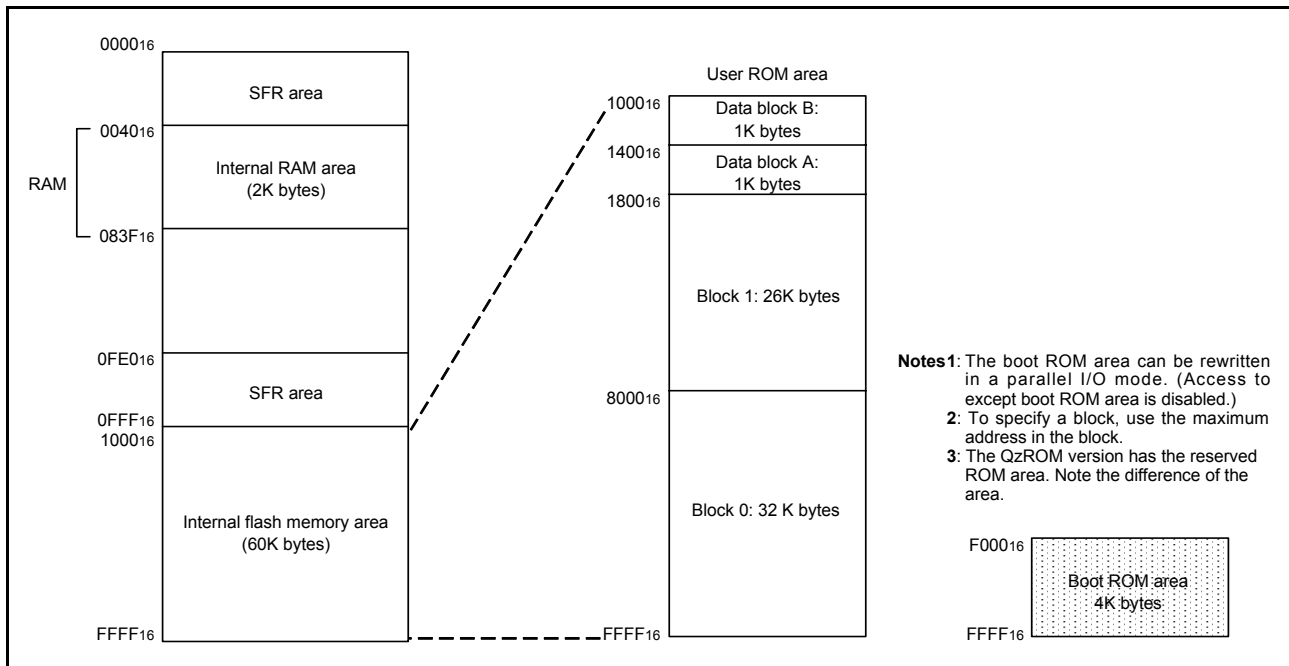 000016
SFR area
004016
RAM
Internal RAM area
(2K bytes)
083F16
0FE016
SFR area
0FFF16
100016
Internal flash memory area
(60K bytes)
FFFF16
User ROM area
100016
Data block B:
1K bytes
140016
Data block A:
1K bytes
180016
Block 1: 26K bytes
800016
Block 0: 32 K bytes
FFFF16
Notes1: The boot ROM area can be rewritten
in a parallel I/O mode. (Access to
except boot ROM area is disabled.)
2: To specify a block, use the maximum
address in the block.
3: The QzROM version has the reserved
ROM area. Note the difference of the
area.
F00016
Boot ROM area
4K bytes
FFFF16